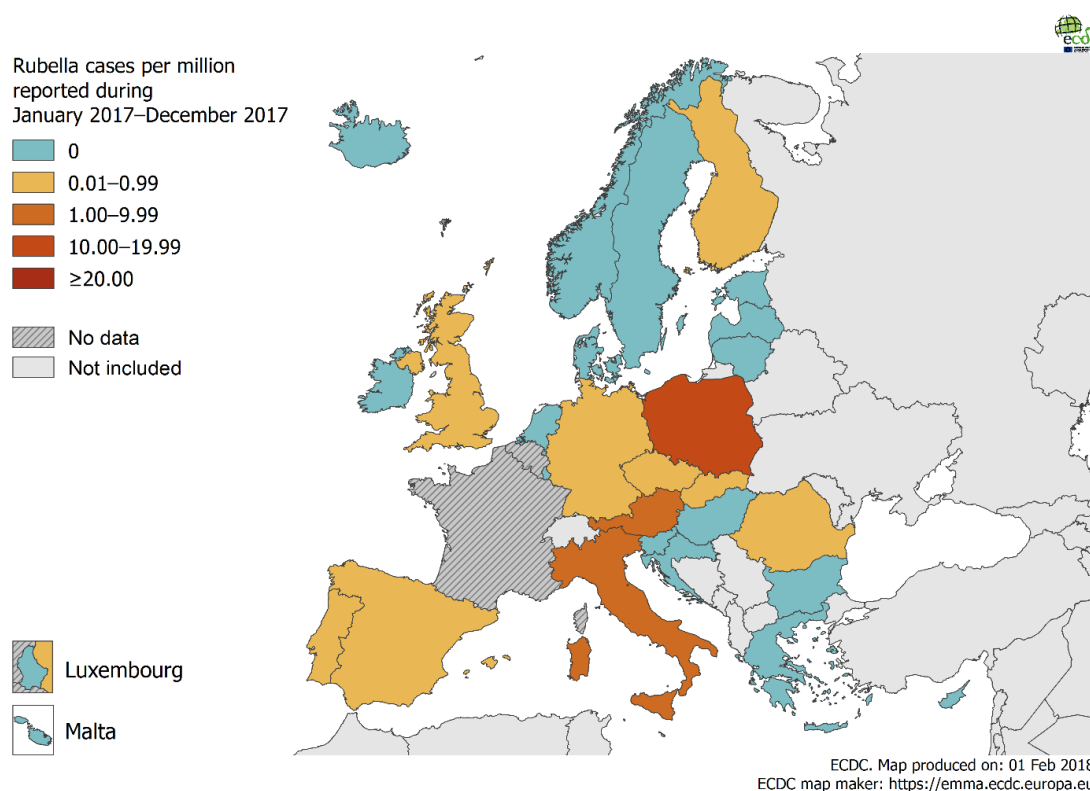 ecdc
Rubella cases per million
reported during
January 2017–December 2017
0
0.01–0.99
1.00–9.99
10.00–19.99
≥20.00
No data
Not included
Luxembourg
Malta
ECDC. Map produced on: 01 Feb 2018
ECDC map maker: https://emma.ecdc.europa.eu